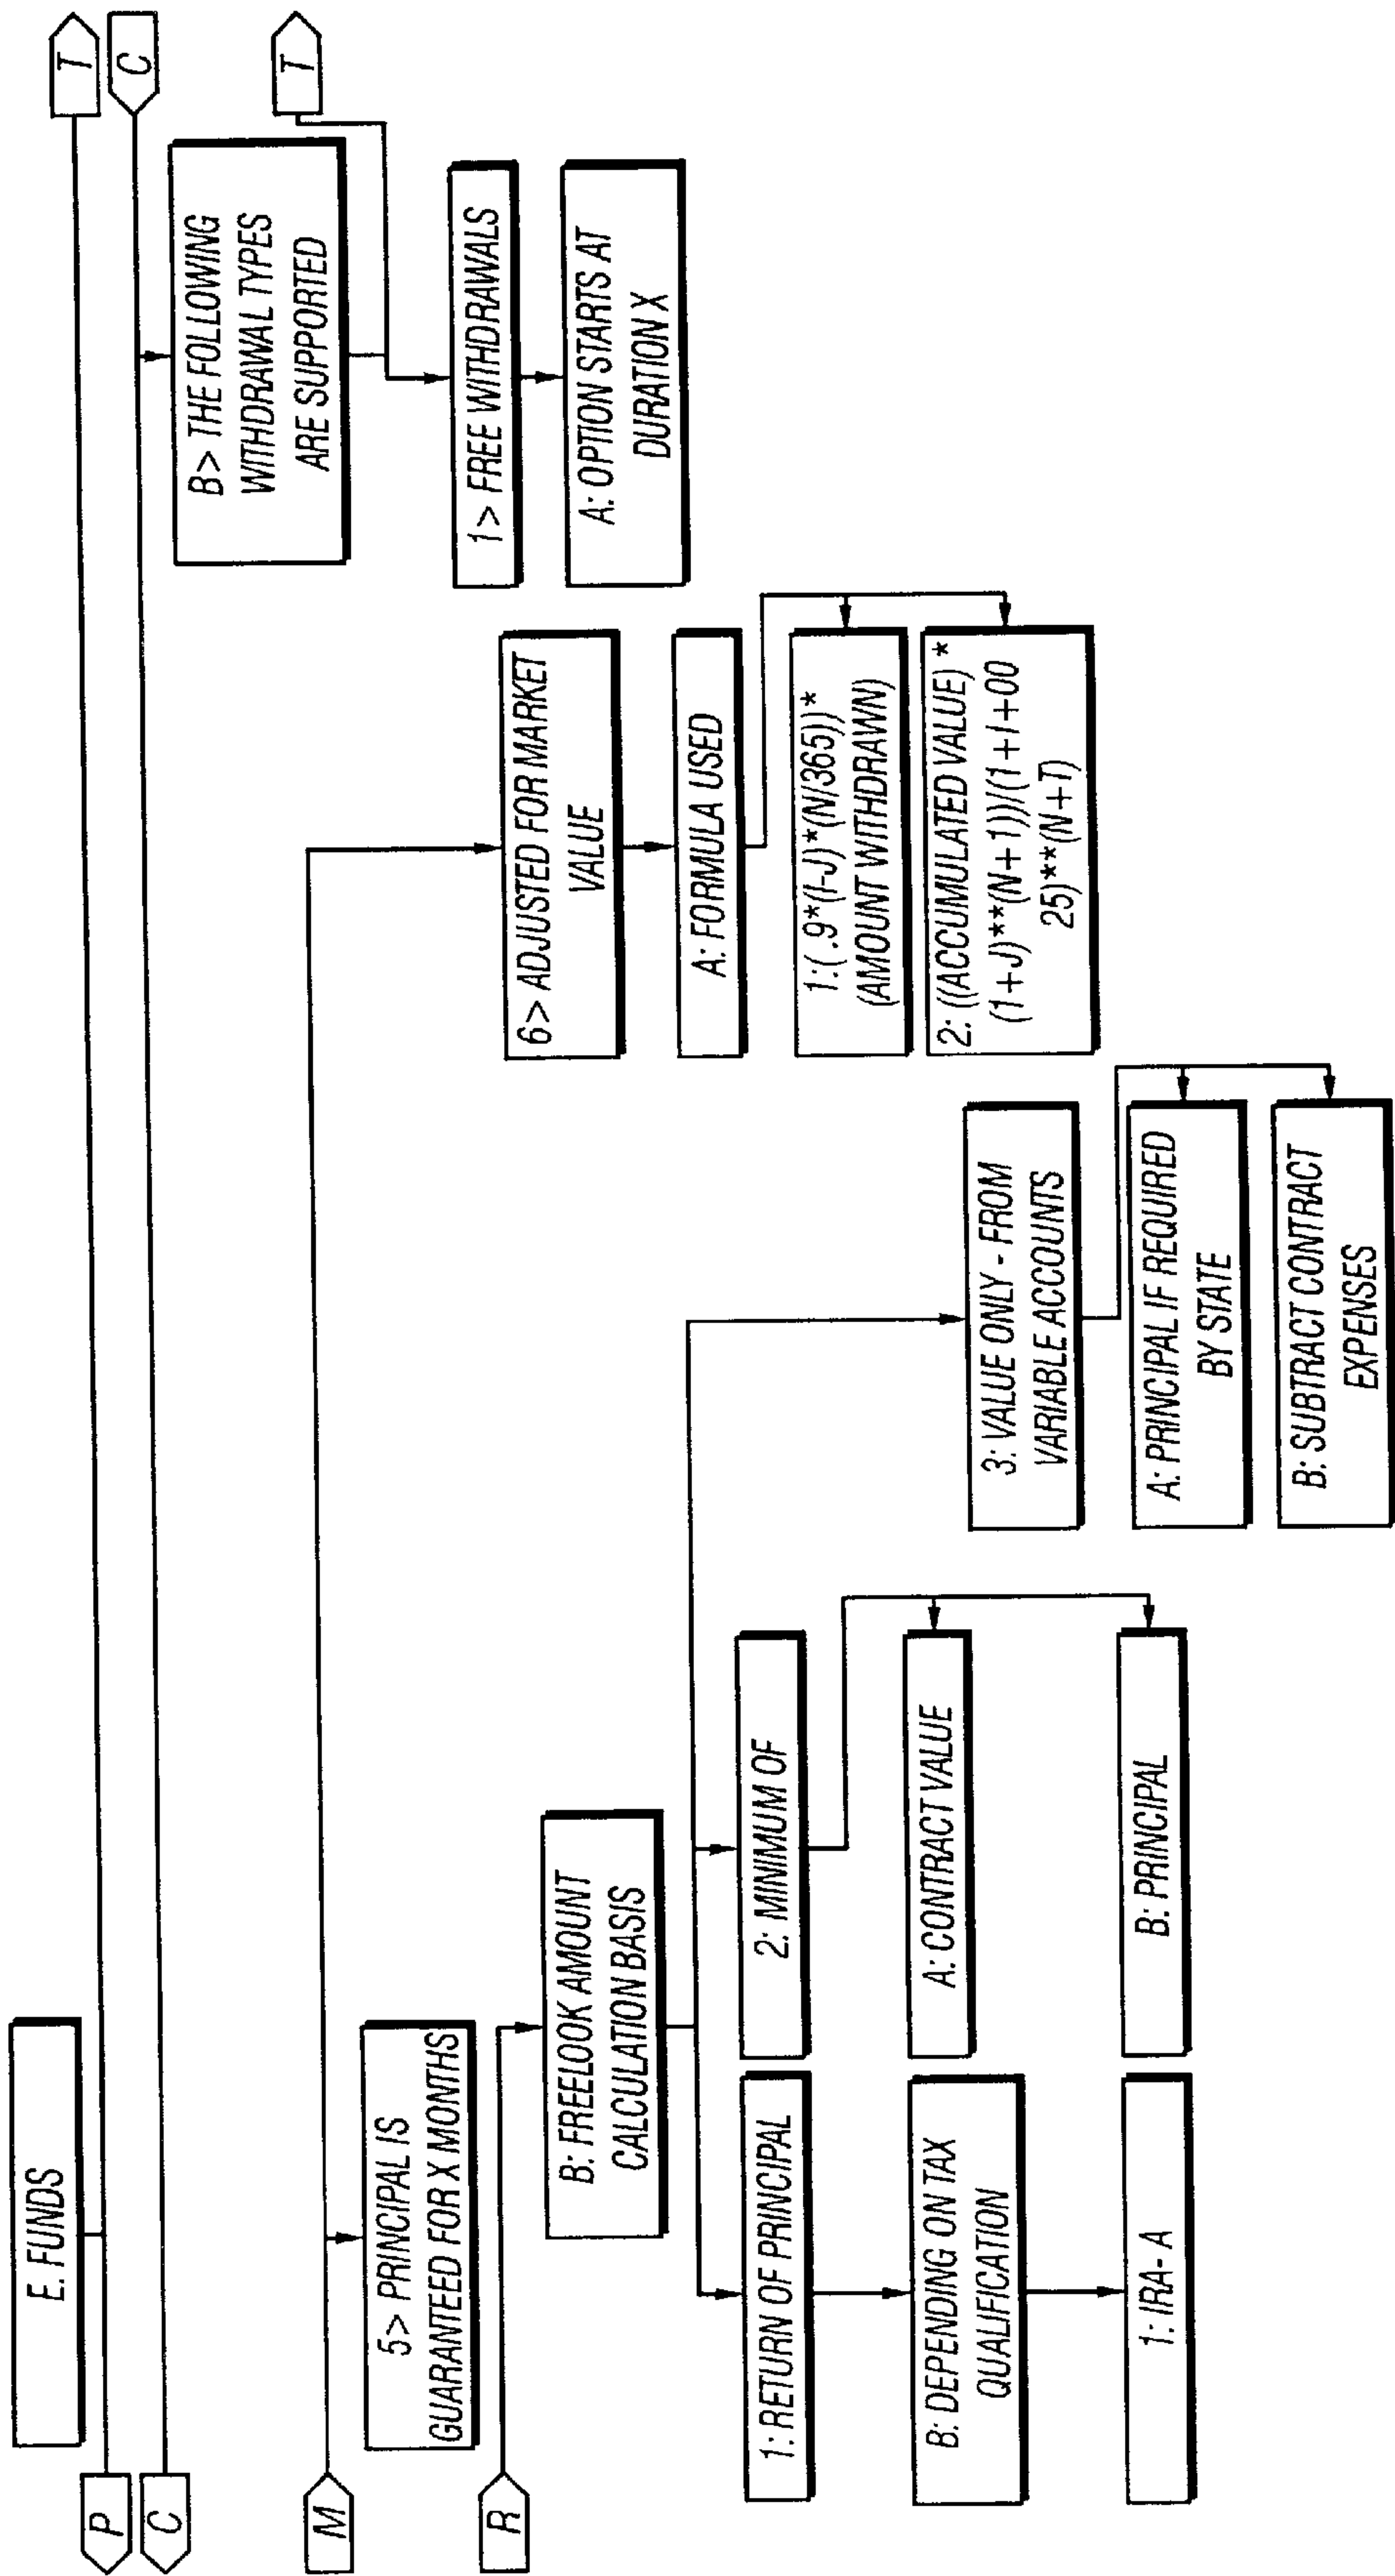 E. FUNDS
P
T
C
C
B> THE FOLLOWING
WITHDRAWAL TYPES
ARE SUPPORTED
T
M
5> PRINCIPAL IS
GUARANTEED FOR X MONTHS
6> ADJUSTED FOR MARKET
VALUE
1> FREE WITHDRAWALS
A: OPTION STARTS AT
DURATION X
R
B: FREELOOK AMOUNT
CALCULATION BASIS
A: FORMULA USED
1:( .9*(I-J)*(N/365))*
(AMOUNT WITHDRAWN)
2: ((ACCUMULATED VALUE) *
(1+J)**(N+1))/(1+I+00
25)**(N+T)
1: RETURN OF PRINCIPAL
2: MINIMUM OF
3: VALUE ONLY - FROM
VARIABLE ACCOUNTS
B: DEPENDING ON TAX
QUALIFICATION
A: CONTRACT VALUE
A: PRINCIPAL IF REQUIRED
BY STATE
1: IRA- A
B: PRINCIPAL
B: SUBTRACT CONTRACT
EXPENSES